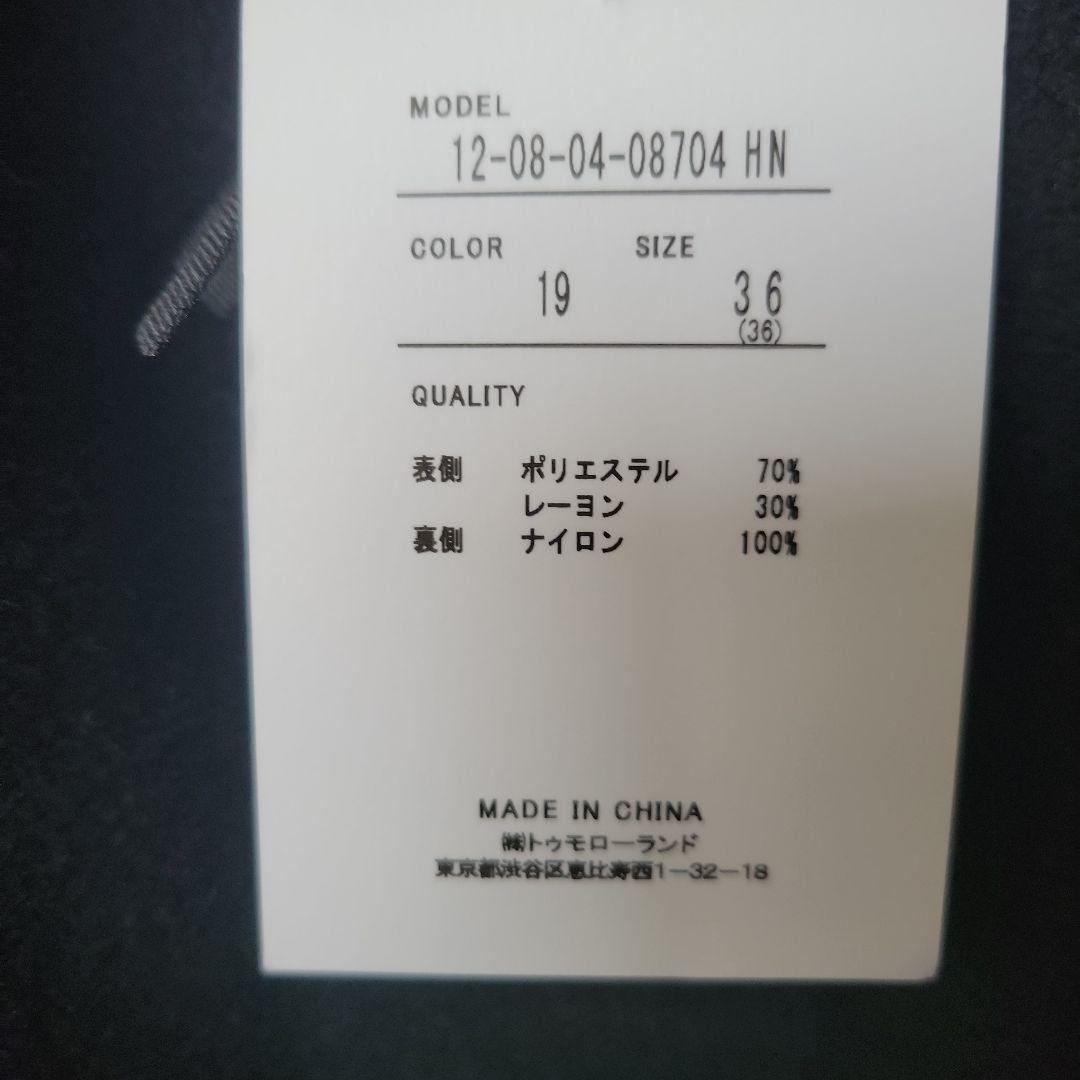 MODEL
12-08-04-08704 HN
COLOR SIZE
19 36
(36)
QUALITY
表側 ポリエステル 70%
レーヨン 30%
裏側 ナイロン 100%
MADE IN CHINA
㈱トゥモローランド
東京都渋谷区恵比寿西1-32-18